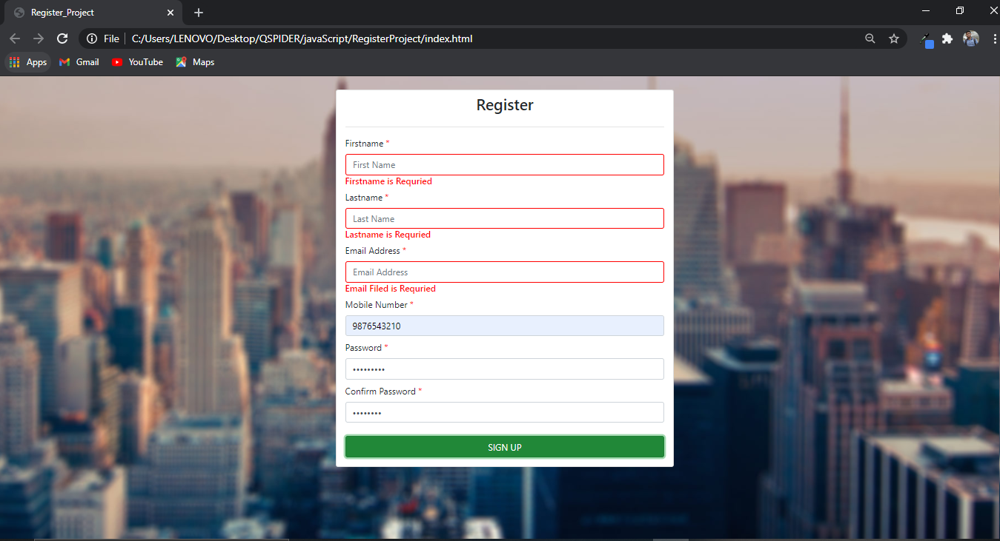 Register_Project
File C:/Users/LENOVO/Desktop/QSPIDER/javaScript/RegisterProject/index.html
Apps Gmail YouTube Maps
Register
Firstname *
First Name
Firstname is Requried
Lastname *
Last Name
Lastname is Requried
Email Address *
Email Address
Email Filed is Requried
Mobile Number *
9876543210
Password *
•••••••••
Confirm Password *
••••••••
SIGN UP